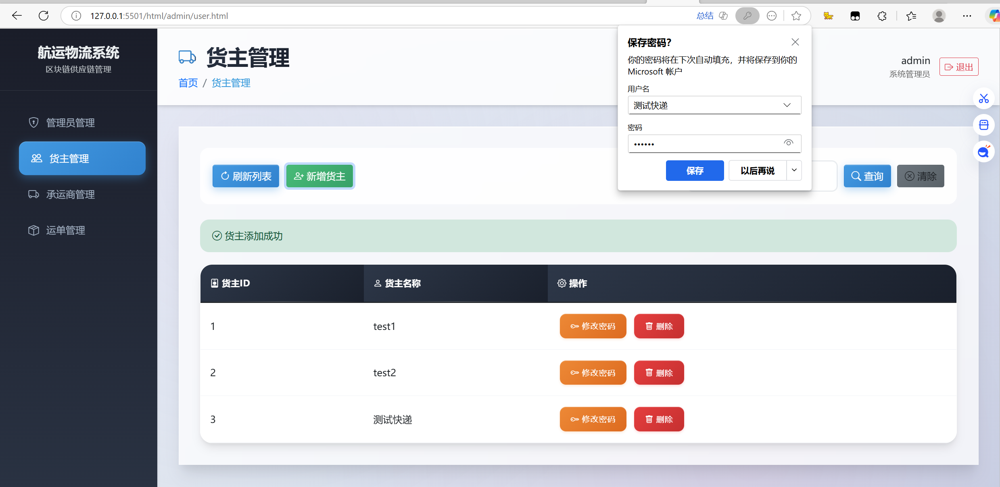 127.0.0.1:5501/html/admin/user.html
总结
航运物流系统
区块链供应链管理
管理员管理
货主管理
承运商管理
运单管理
货主管理
首页 / 货主管理
admin
系统管理员
退出
保存密码?
你的密码将在下次自动填充，并将保存到你的
Microsoft 帐户
用户名
测试快递
密码
••••••
保存
以后再说
刷新列表
新增货主
查询
清除
货主添加成功
货主ID 货主名称 操作
1 test1 修改密码 删除
2 test2 修改密码 删除
3 测试快递 修改密码 删除